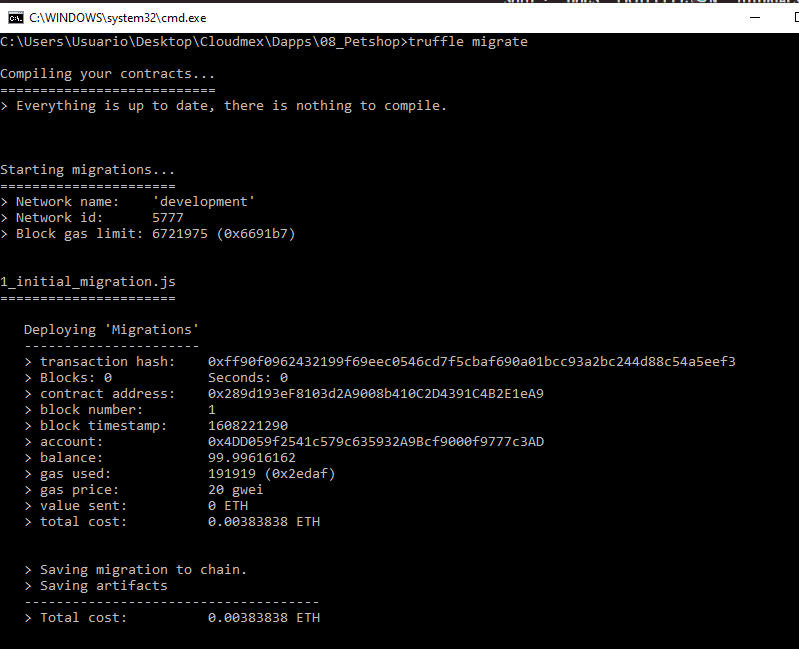 C:\WINDOWS\system32\cmd.exe
C:\Users\Usuario\Desktop\Cloudmex\Dapps\08_Petshop>truffle migrate
Compiling your contracts...
===========================
> Everything is up to date, there is nothing to compile.
Starting migrations...
======================
> Network name:    'development'
> Network id:      5777
> Block gas limit: 6721975 (0x6691b7)
1_initial_migration.js
======================
   Deploying 'Migrations'
   ----------------------
   > transaction hash:    0xff90f0962432199f69eec0546cd7f5cbaf690a01bcc93a2bc244d88c54a5eef3
   > Blocks: 0            Seconds: 0
   > contract address:    0x289d193eF8103d2A9008b410C2D4391C4B2E1eA9
   > block number:        1
   > block timestamp:     1608221290
   > account:             0x4DD059f2541c579c635932A9Bcf9000f9777c3AD
   > balance:             99.99616162
   > gas used:            191919 (0x2edaf)
   > gas price:           20 gwei
   > value sent:          0 ETH
   > total cost:          0.00383838 ETH
   > Saving migration to chain.
   > Saving artifacts
   -------------------------------------
   > Total cost:          0.00383838 ETH